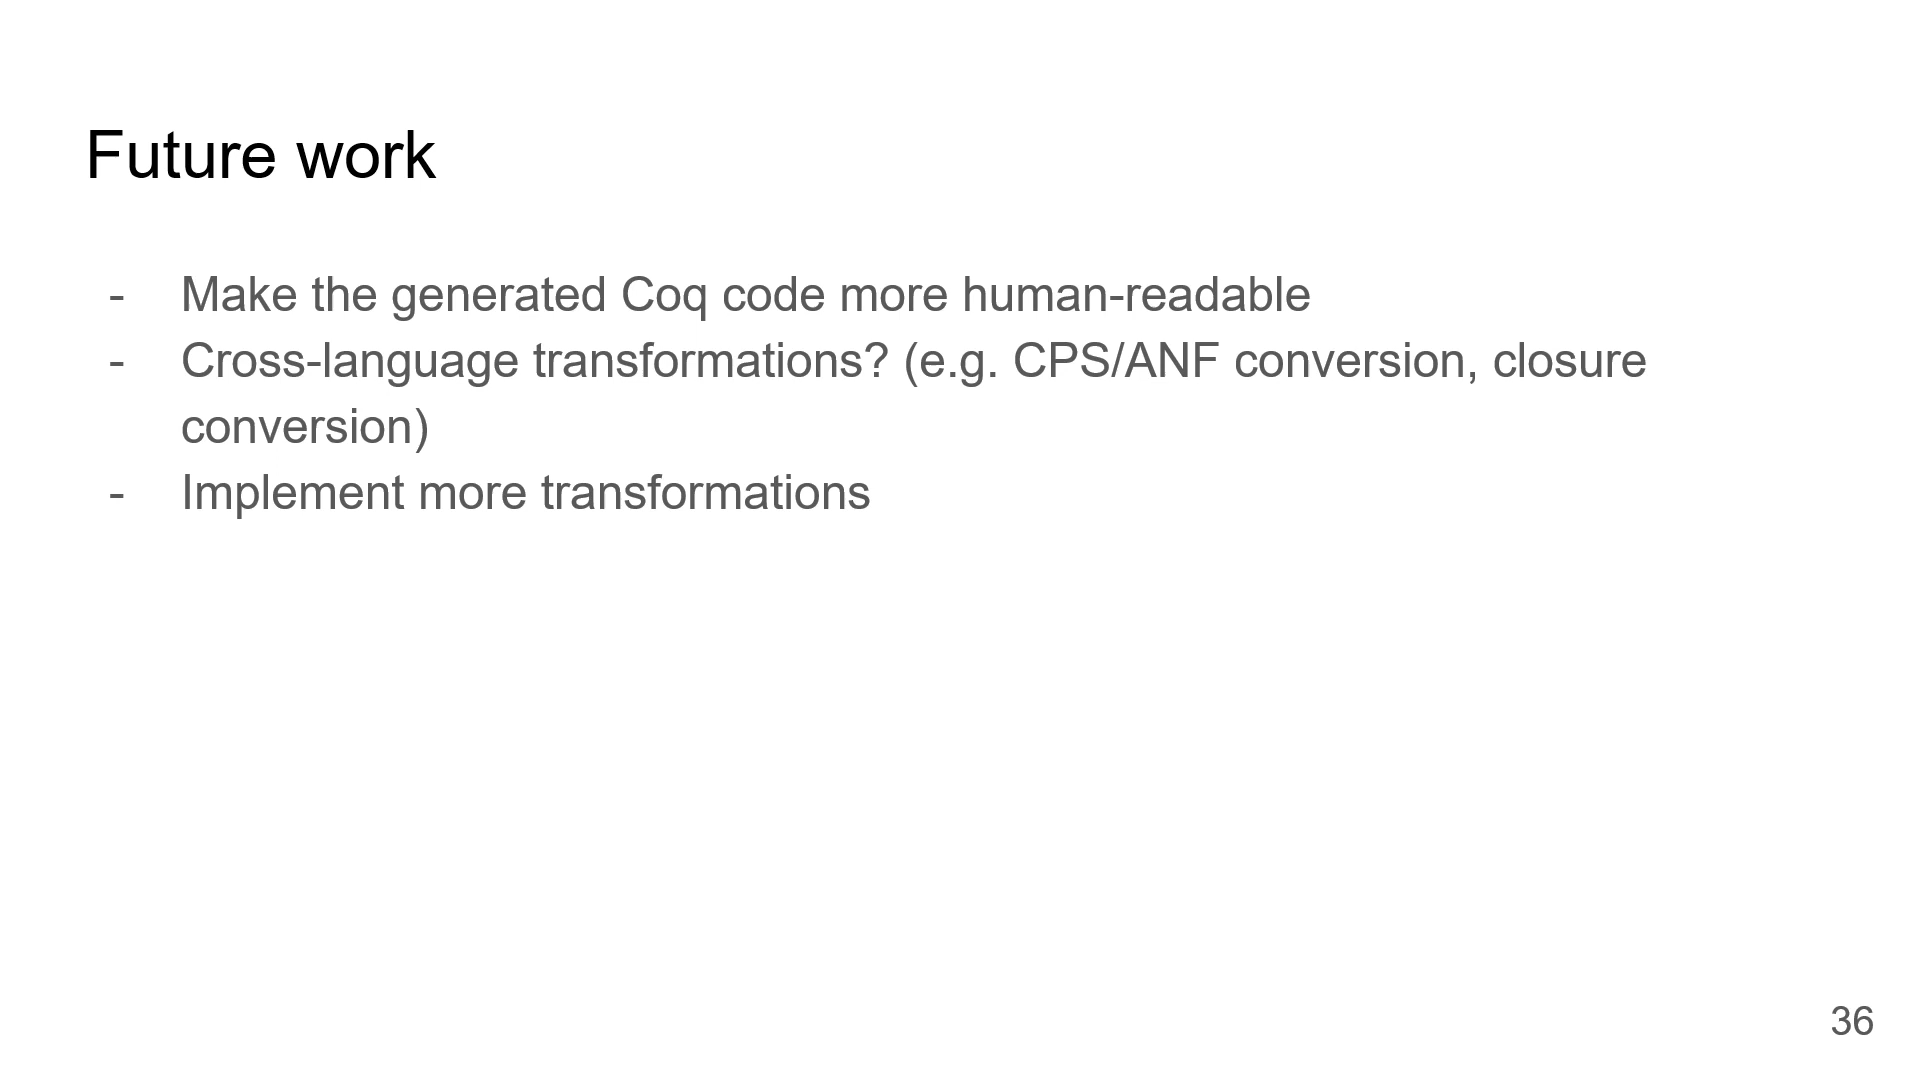 Future work
- Make the generated Coq code more human-readable
- Cross-language transformations? (e.g. CPS/ANF conversion, closure
conversion)
- Implement more transformations
36